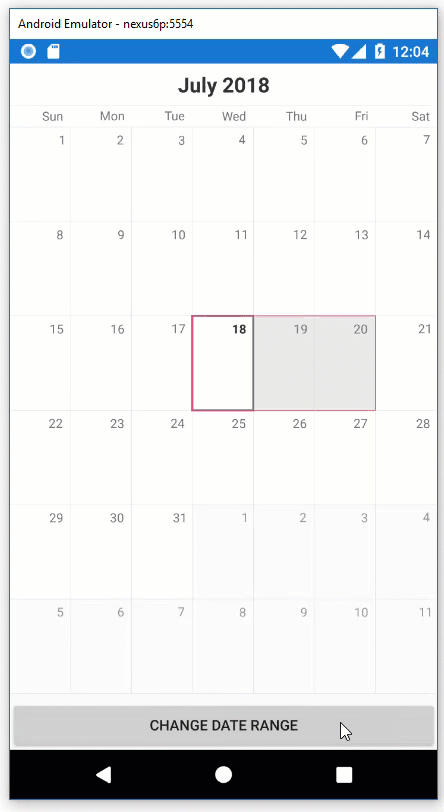 Android Emulator - nexus6p:5554
12:04
July 2018
Sun Mon Tue Wed Thu Fri Sat
1 2 3 4 5 6 7
8 9 10 11 12 13 14
15 16 17 18 19 20 21
22 23 24 25 26 27 28
29 30 31 1 2 3 4
5 6 7 8 9 10 11
CHANGE DATE RANGE